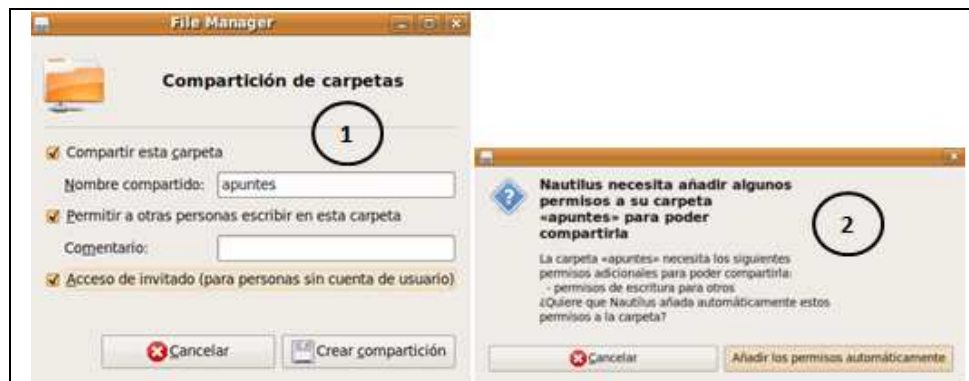 File Manager
Compartición de carpetas
1
Compartir esta carpeta
Nombre compartido: apuntes
Permitir a otras personas escribir en esta carpeta
Comentario:
Acceso de invitado (para personas sin cuenta de usuario)
Cancelar
Crear compartición
Nautilus necesita añadir algunos
permisos a su carpeta
«apuntes» para poder
compartirla
2
La carpeta «apuntes» necesita los siguientes
permisos adicionales para poder compartirla:
- permisos de escritura para otros
¿Quiere que Nautilus añada automáticamente estos
permisos a la carpeta?
Cancelar
Añadir los permisos automáticamente